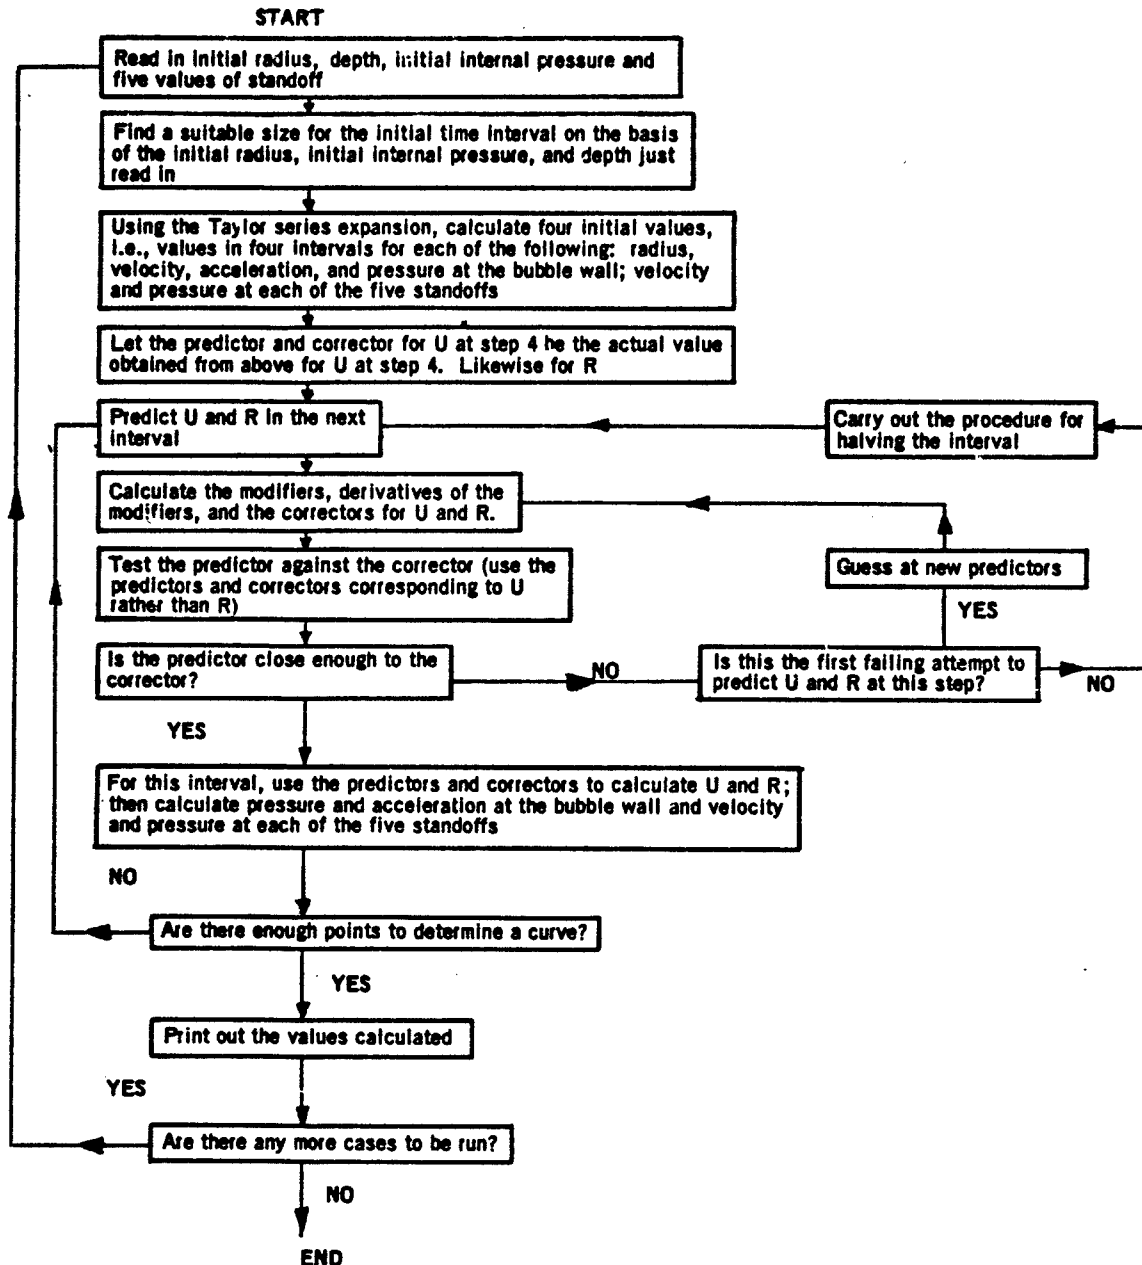 START
Read in initial radius, depth, initial internal pressure and
five values of standoff
Find a suitable size for the initial time interval on the basis
of the initial radius, initial internal pressure, and depth just
read in
Using the Taylor series expansion, calculate four initial values,
i.e., values in four intervals for each of the following: radius,
velocity, acceleration, and pressure at the bubble wall; velocity
and pressure at each of the five standoffs
Let the predictor and corrector for U at step 4 he the actual value
obtained from above for U at step 4. Likewise for R
Predict U and R in the next
interval
Carry out the procedure for
halving the interval
Calculate the modifiers, derivatives of the
modifiers, and the correctors for U and R.
Test the predictor against the corrector (use the
predictors and correctors corresponding to U
rather than R)
Guess at new predictors
YES
Is the predictor close enough to the
corrector?
NO
Is this the first failing attempt to
predict U and R at this step?
NO
YES
For this interval, use the predictors and correctors to calculate U and R;
then calculate pressure and acceleration at the bubble wall and velocity
and pressure at each of the five standoffs
NO
Are there enough points to determine a curve?
YES
Print out the values calculated
YES
Are there any more cases to be run?
NO
END